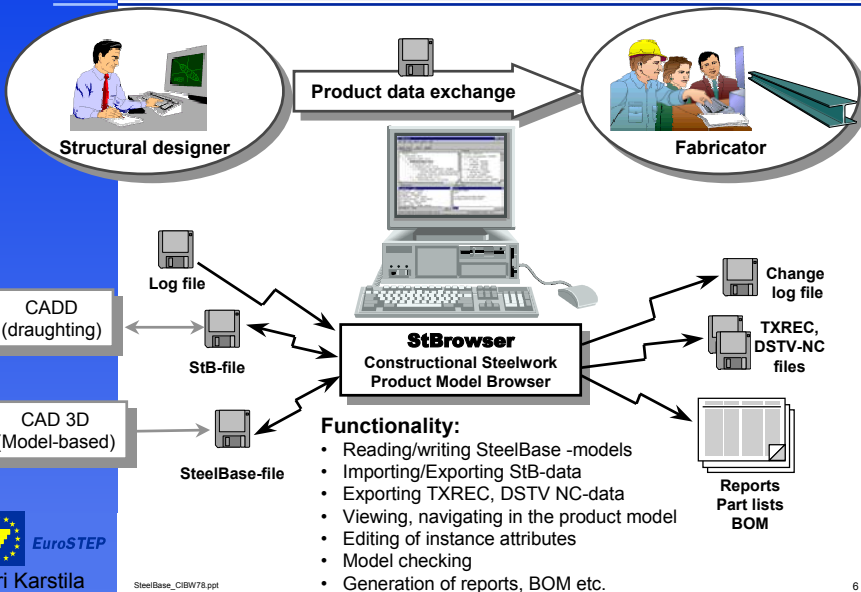 Product data exchange
Structural designer
Fabricator
Log file
CADD
(draughting)
StB-file
CAD 3D
(Model-based)
SteelBase-file
StBrowser
Constructional Steelwork
Product Model Browser
Change
log file
TXREC,
DSTV-NC
files
Reports
Part lists
BOM
Functionality:
• Reading/writing SteelBase -models
• Importing/Exporting StB-data
• Exporting TXREC, DSTV NC-data
• Viewing, navigating in the product model
• Editing of instance attributes
• Model checking
• Generation of reports, BOM etc.
EuroSTEP
ri Karstila
SteelBase_CIBW78.ppt
6